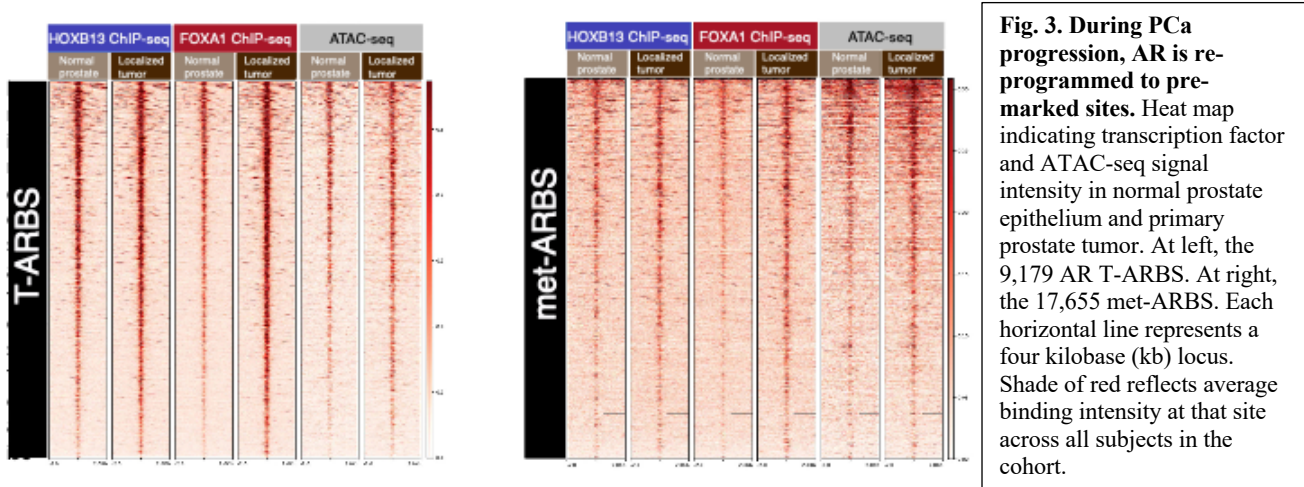 HOXB13 ChIP-seq FOXA1 ChIP-seq ATAC-seq
Normal prostate Localized tumor Normal prostate Localized tumor Normal prostate Localized tumor
T-ARBS
HOXB13 ChIP-seq FOXA1 ChIP-seq ATAC-seq
Normal prostate Localized tumor Normal prostate Localized tumor Normal prostate Localized tumor
met-ARBS
Fig. 3. During PCa
progression, AR is re-
programmed to pre-
marked sites. Heat map
indicating transcription factor
and ATAC-seq signal
intensity in normal prostate
epithelium and primary
prostate tumor. At left, the
9,179 AR T-ARBS. At right,
the 17,655 met-ARBS. Each
horizontal line represents a
four kilobase (kb) locus.
Shade of red reflects average
binding intensity at that site
across all subjects in the
cohort.